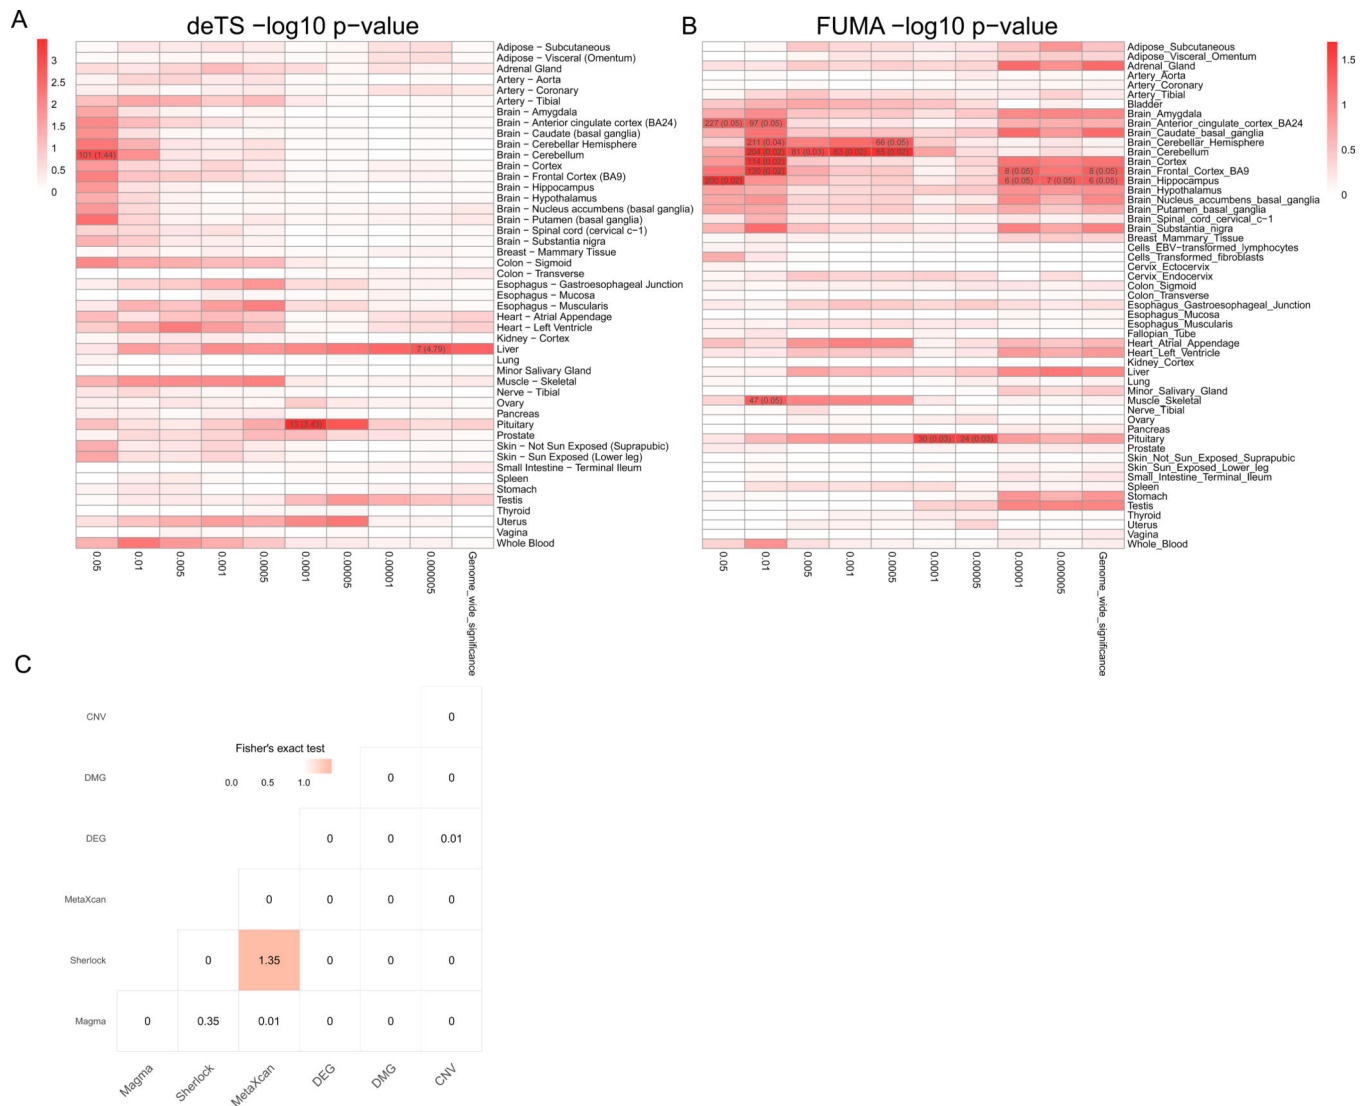 A
deTS −log10 p−value
3
2.5
2
1.5
1
0.5
0
Adipose − Subcutaneous
Adipose − Visceral (Omentum)
Adrenal Gland
Artery − Aorta
Artery − Coronary
Artery − Tibial
Brain − Amygdala
Brain − Anterior cingulate cortex (BA24)
Brain − Caudate (basal ganglia)
Brain − Cerebellar Hemisphere
101 (1.44) Brain − Cerebellum
Brain − Cortex
Brain − Frontal Cortex (BA9)
Brain − Hippocampus
Brain − Hypothalamus
Brain − Nucleus accumbens (basal ganglia)
Brain − Putamen (basal ganglia)
Brain − Spinal cord (cervical c−1)
Brain − Substantia nigra
Breast − Mammary Tissue
Colon − Sigmoid
Colon − Transverse
Esophagus − Gastroesophageal Junction
Esophagus − Mucosa
Esophagus − Muscularis
Heart − Atrial Appendage
Heart − Left Ventricle
Kidney − Cortex
7 (4.79) Liver
Lung
Minor Salivary Gland
Muscle − Skeletal
Nerve − Tibial
Ovary
Pancreas
13 (3.43) Pituitary
Prostate
Skin − Not Sun Exposed (Suprapubic)
Skin − Sun Exposed (Lower leg)
Small Intestine − Terminal Ileum
Spleen
Stomach
Testis
Thyroid
Uterus
Vagina
Whole Blood
0.05
0.01
0.005
0.001
0.0005
0.0001
0.00005
0.00001
0.000005
Genome_wide_significance
B
FUMA −log10 p−value
Adipose_Subcutaneous
Adipose_Visceral_Omentum
Adrenal_Gland
Artery_Aorta
Artery_Coronary
Artery_Tibial
Bladder
Brain_Amygdala
227 (0.05) 97 (0.05) Brain_Anterior_cingulate_cortex_BA24
Brain_Caudate_basal_ganglia
211 (0.04) 66 (0.05) Brain_Cerebellar_Hemisphere
204 (0.02) 81 (0.03) 63 (0.02) 65 (0.02) Brain_Cerebellum
114 (0.02) Brain_Cortex
130 (0.02) 8 (0.05) 8 (0.05) Brain_Frontal_Cortex_BA9
200 (0.02) 6 (0.05) 7 (0.05) 6 (0.05) Brain_Hippocampus
Brain_Hypothalamus
Brain_Nucleus_accumbens_basal_ganglia
Brain_Putamen_basal_ganglia
Brain_Spinal_cord_cervical_c−1
Brain_Substantia_nigra
Breast_Mammary_Tissue
Cells_EBV−transformed_lymphocytes
Cells_Transformed_fibroblasts
Cervix_Ectocervix
Cervix_Endocervix
Colon_Sigmoid
Colon_Transverse
Esophagus_Gastroesophageal_Junction
Esophagus_Mucosa
Esophagus_Muscularis
Fallopian_Tube
Heart_Atrial_Appendage
Heart_Left_Ventricle
Kidney_Cortex
Liver
Lung
Minor_Salivary_Gland
47 (0.05) Muscle_Skeletal
Nerve_Tibial
Ovary
Pancreas
30 (0.03) 24 (0.03) Pituitary
Prostate
Skin_Not_Sun_Exposed_Suprapubic
Skin_Sun_Exposed_Lower_leg
Small_Intestine_Terminal_Ileum
Spleen
Stomach
Testis
Thyroid
Uterus
Vagina
Whole_Blood
0.05
0.01
0.005
0.001
0.0005
0.0001
0.00005
0.00001
0.000005
Genome_wide_significance
1.5
1
0.5
0
C
Fisher's exact test
0.0 0.5 1.0
CNV 0
DMG 0 0
DEG 0 0 0.01
MetaXcan 0 0 0 0
Sherlock 0 1.35 0 0 0
Magma 0 0.35 0.01 0 0 0
Magma Sherlock MetaXcan DEG DMG CNV